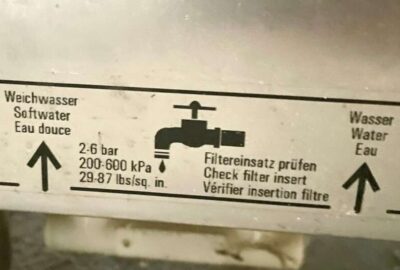 Weichwasser
Softwater
Eau douce
2-6 bar
200-600 kPa
29-87 lbs/sq. in.
Filtereinsatz prüfen
Check filter insert
Vérifier insertion filtre
Wasser
Water
Eau